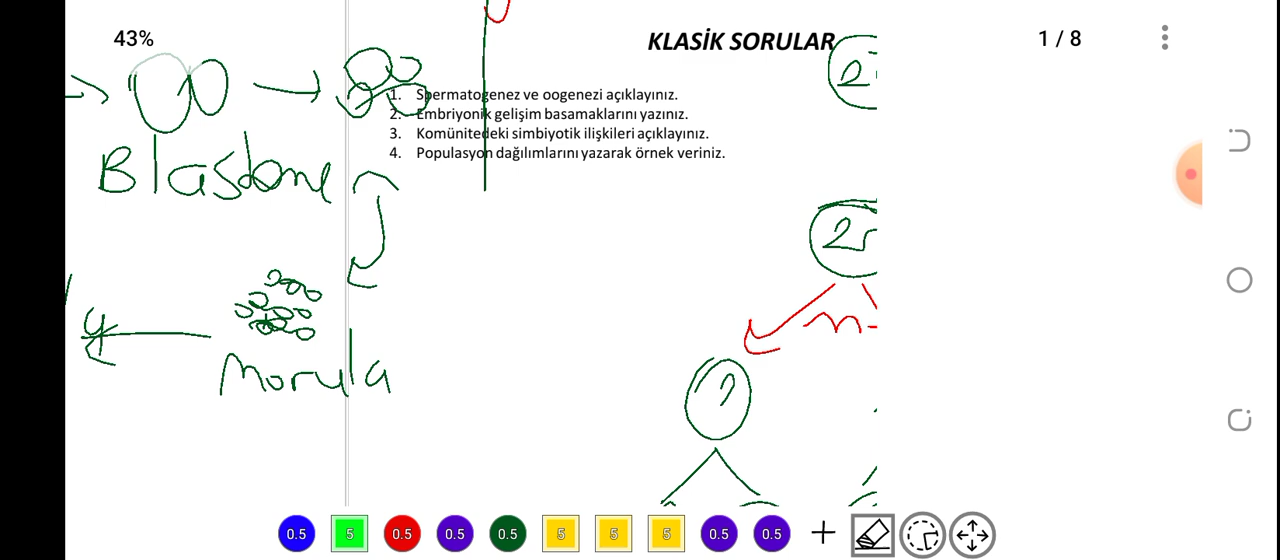 43%
KLASİK SORULAR
1 / 8
2
1. Spermatogenez ve oogenezi açıklayınız.
2. Embriyonik gelişim basamaklarını yazınız.
3. Komünitedeki simbiyotik ilişkileri açıklayınız.
4. Populasyon dağılımlarını yazarak örnek veriniz.
Morula
0.5 5 0.5 0.5 0.5 5 5 5 0.5 0.5